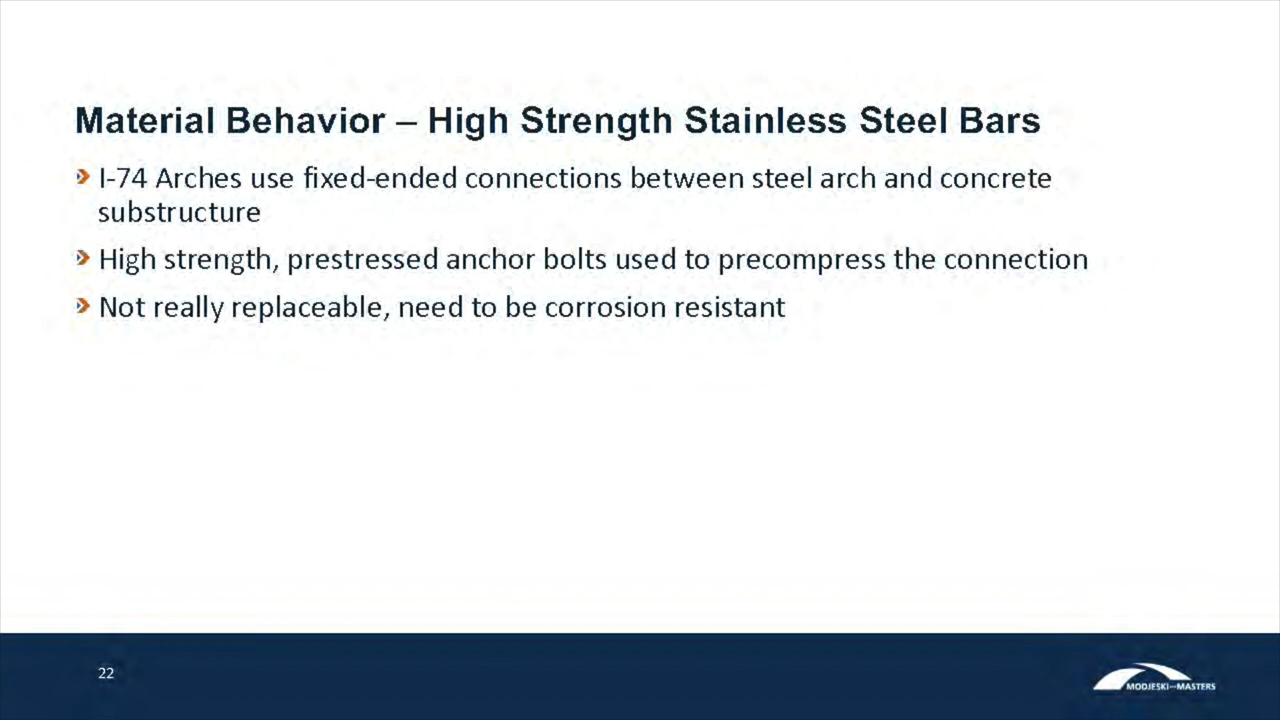 Material Behavior – High Strength Stainless Steel Bars
I-74 Arches use fixed-ended connections between steel arch and concrete
substructure
High strength, prestressed anchor bolts used to precompress the connection
Not really replaceable, need to be corrosion resistant
22
MODJESKI and MASTERS